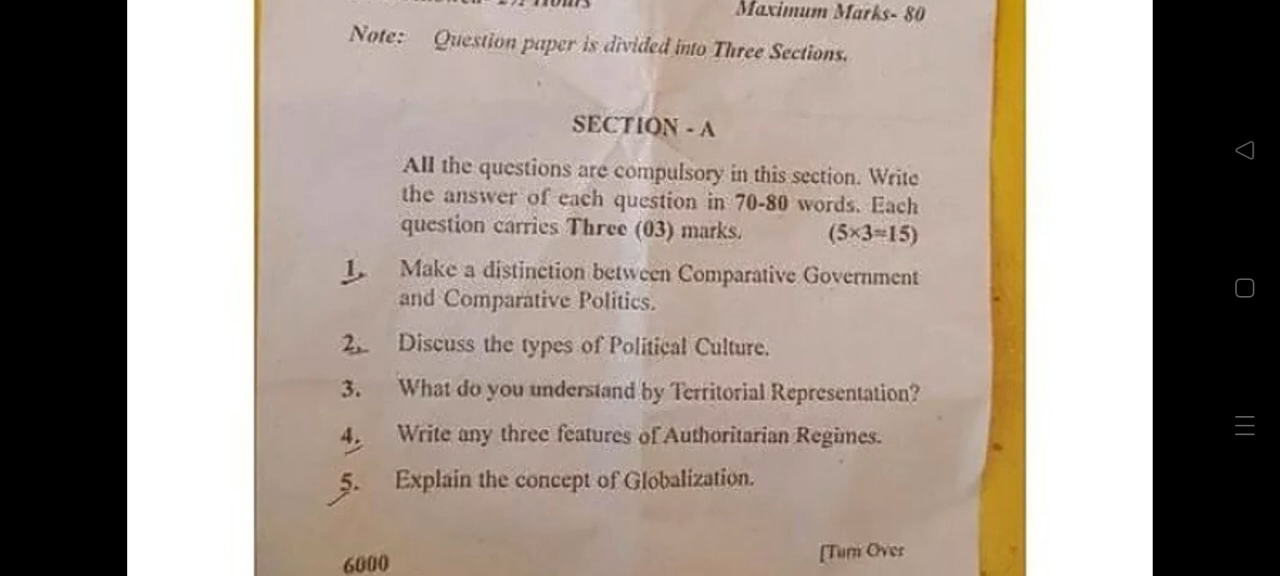 Hours
Maximum Marks- 80
Note: Question paper is divided into Three Sections.
SECTION - A
All the questions are compulsory in this section. Write
the answer of each question in 70-80 words. Each
question carries Three (03) marks. (5×3=15)
1. Make a distinction between Comparative Government
and Comparative Politics.
2. Discuss the types of Political Culture.
3. What do you understand by Territorial Representation?
4. Write any three features of Authoritarian Regimes.
5. Explain the concept of Globalization.
6000
[Turn Over